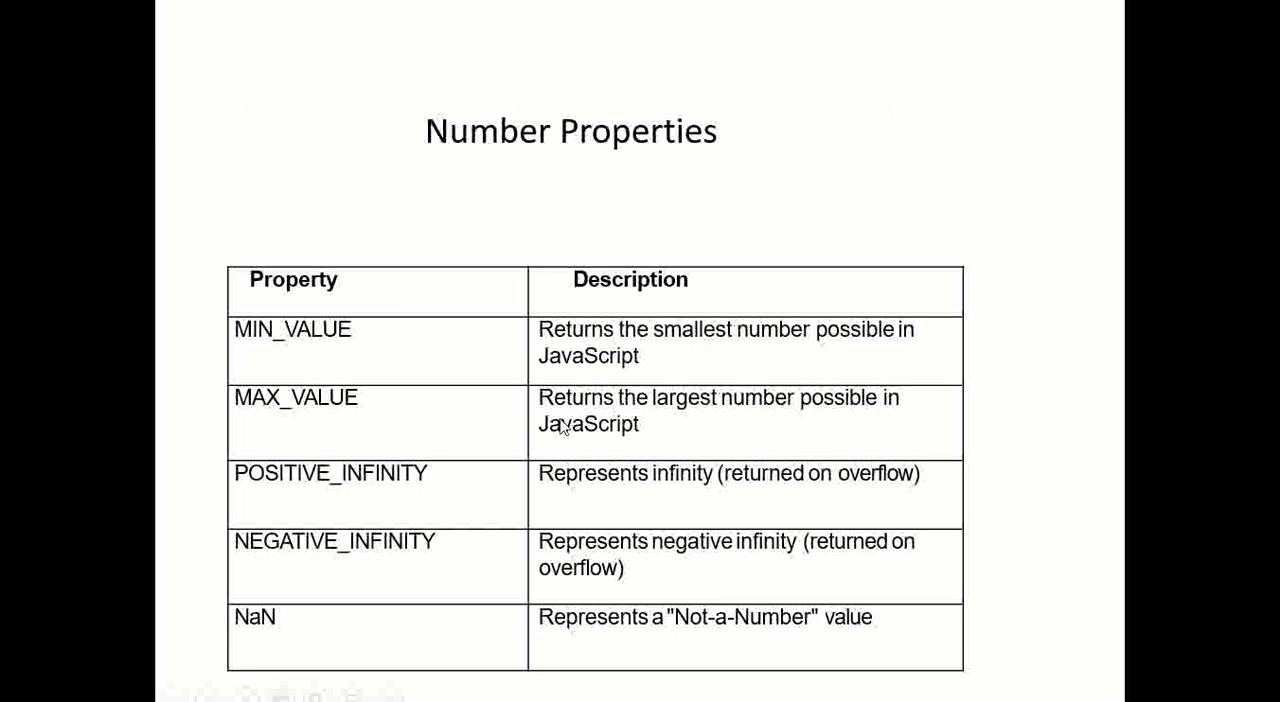 Number Properties
Property Description
MIN_VALUE Returns the smallest number possible in
JavaScript
MAX_VALUE Returns the largest number possible in
JavaScript
POSITIVE_INFINITY Represents infinity (returned on overflow)
NEGATIVE_INFINITY Represents negative infinity (returned on
overflow)
NaN Represents a "Not-a-Number" value